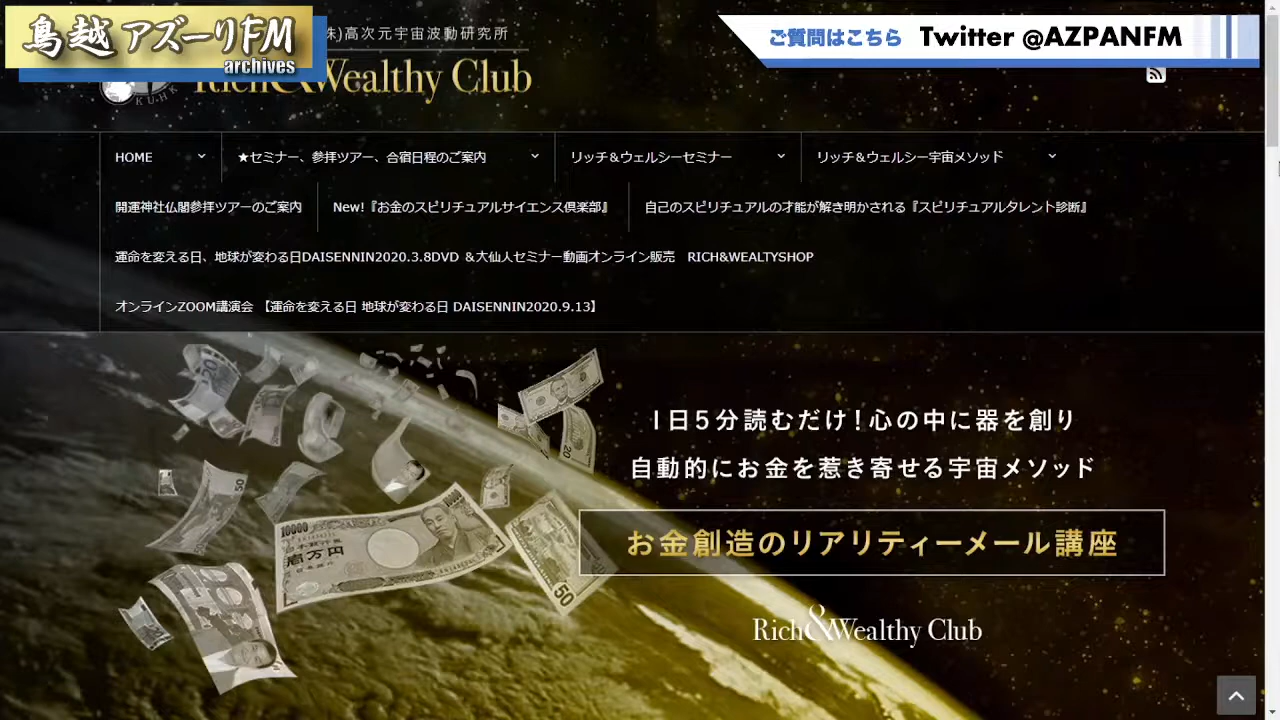 鳥越 アズーリFM
archives
ご質問はこちら Twitter @AZPANFM
株)高次元宇宙波動研究所
Rich&Wealthy Club
KUHK
HOME
★セミナー、参拝ツアー、合宿日程のご案内
リッチ＆ウェルシーセミナー
リッチ＆ウェルシー宇宙メソッド
開運神社仏閣参拝ツアーのご案内
New!『お金のスピリチュアルサイエンス倶楽部』
自己のスピリチュアルの才能が解き明かされる『スピリチュアルタレント診断』
運命を変える日、地球が変わる日DAISENNIN2020.3.8DVD ＆大仙人セミナー動画オンライン販売　RICH&WEALTYSHOP
オンラインZOOM講演会 【運命を変える日 地球が変わる日 DAISENNIN2020.9.13】
1日5分読むだけ！心の中に器を創り
自動的にお金を惹き寄せる宇宙メソッド
お金創造のリアリティーメール講座
Rich&Wealthy Club
10000
壱万円
50